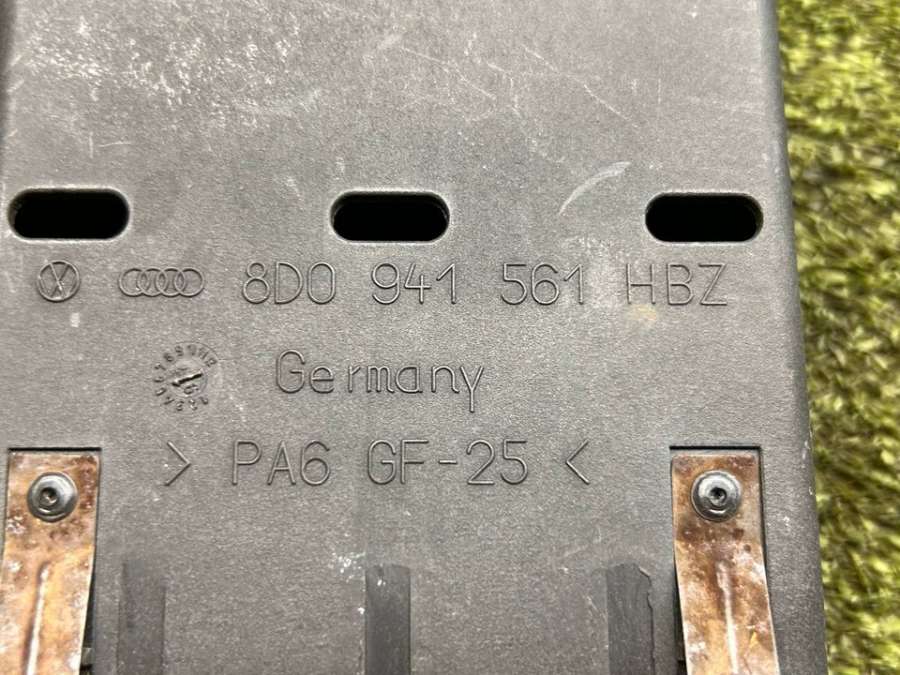 8D0 941 561 HBZ
Germany
> PA6 GF-25 <